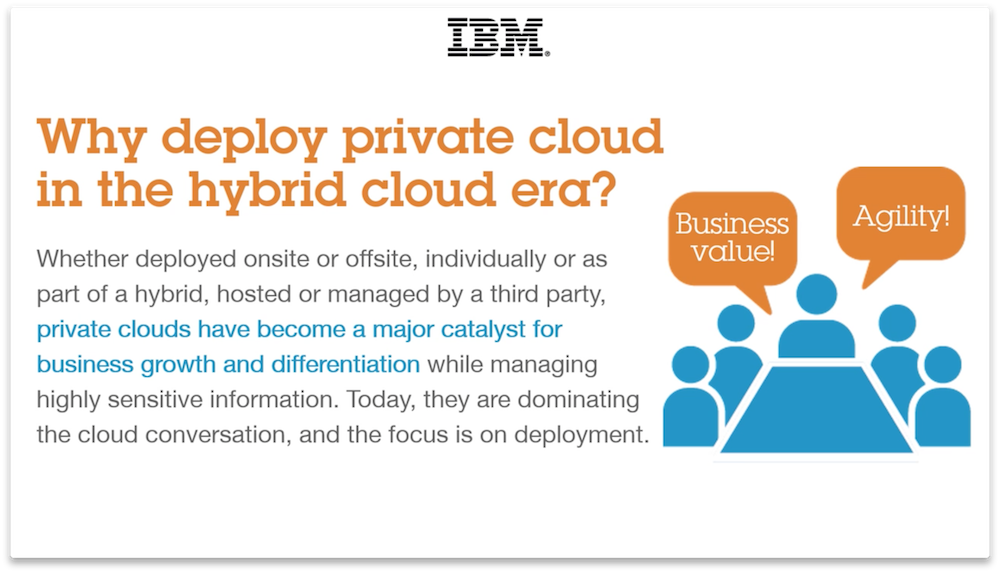 IBM®
Why deploy private cloud
in the hybrid cloud era?
Whether deployed onsite or offsite, individually or as
part of a hybrid, hosted or managed by a third party,
private clouds have become a major catalyst for
business growth and differentiation while managing
highly sensitive information. Today, they are dominating
the cloud conversation, and the focus is on deployment.
Business
value!
Agility!